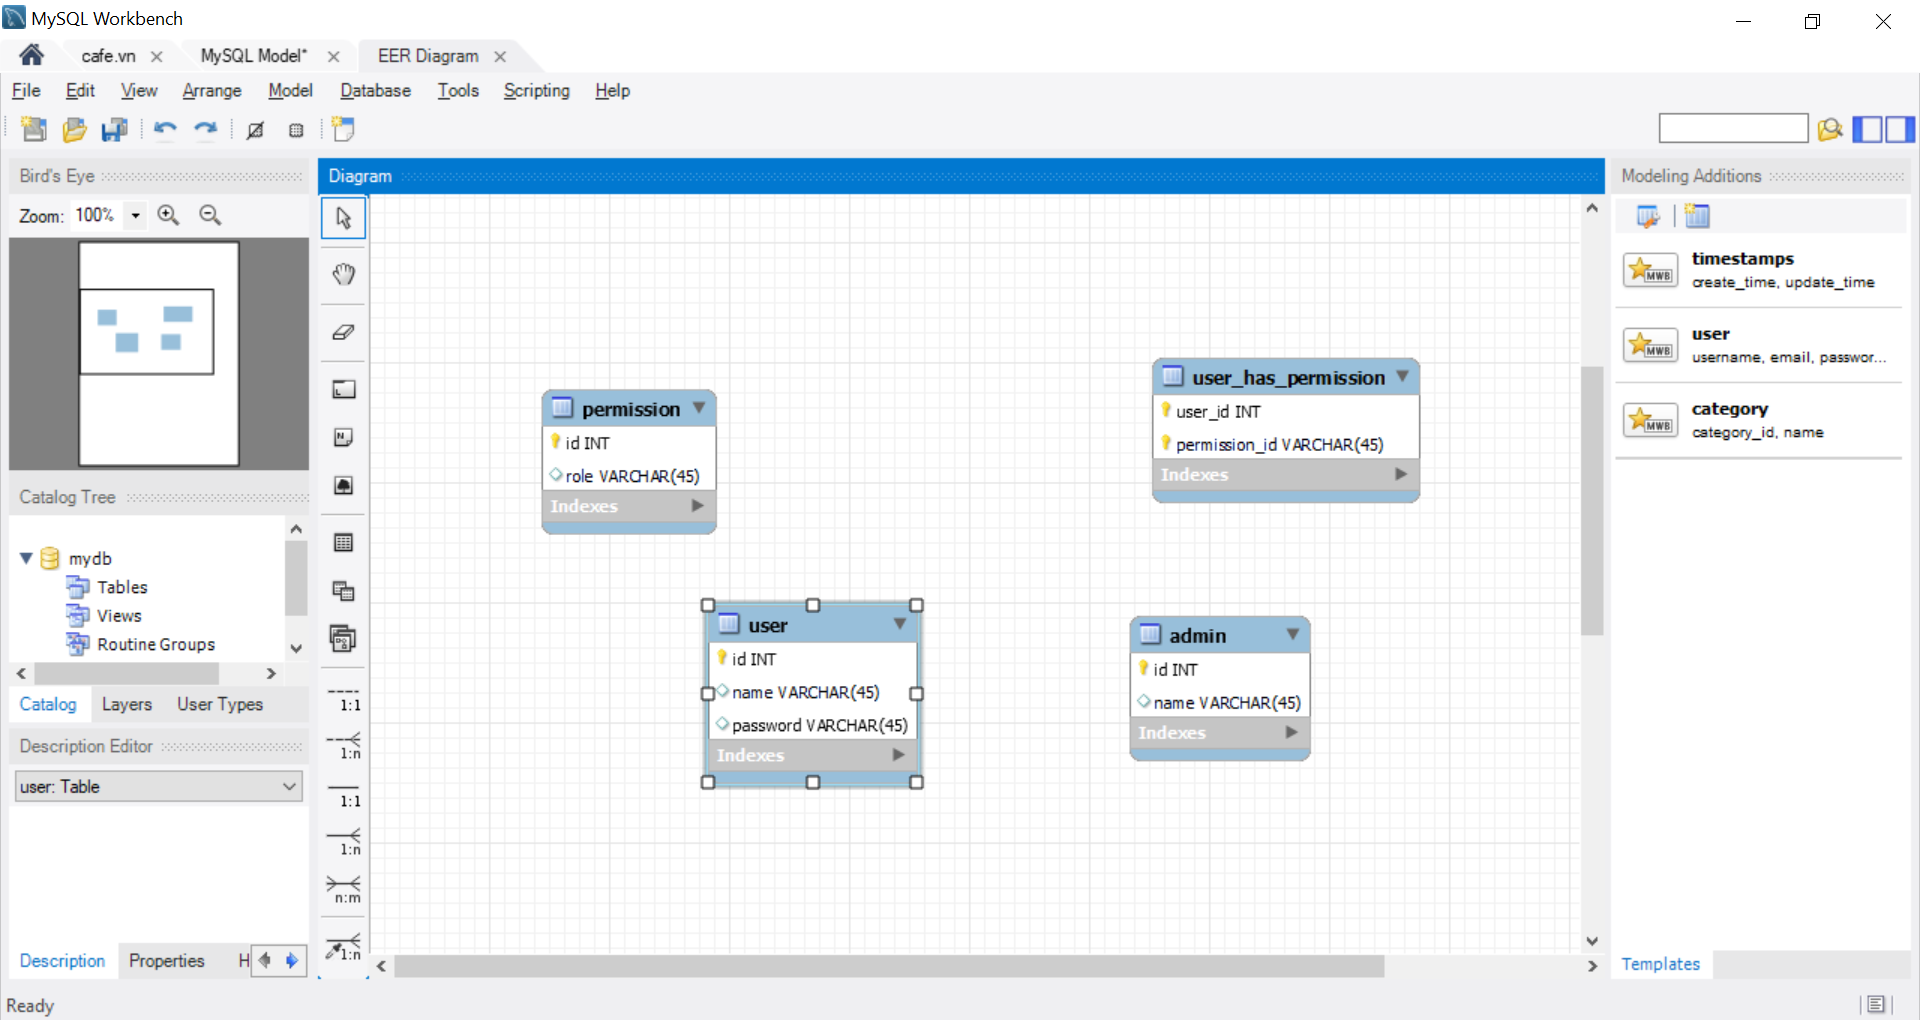 MySQL Workbench
cafe.vn
MySQL Model*
EER Diagram
File Edit View Arrange Model Database Tools Scripting Help
Bird's Eye
Zoom: 100%
Catalog Tree
mydb
Tables
Views
Routine Groups
Catalog Layers User Types
Description Editor
user: Table
Description Properties H
Ready
Diagram
N
1:1
1:n
1:1
1:n
n:m
1:n
permission
id INT
role VARCHAR(45)
Indexes
user_has_permission
user_id INT
permission_id VARCHAR(45)
Indexes
user
id INT
name VARCHAR(45)
password VARCHAR(45)
Indexes
admin
id INT
name VARCHAR(45)
Indexes
Modeling Additions
MWB
timestamps
create_time, update_time
MWB
user
username, email, passwor...
MWB
category
category_id, name
Templates